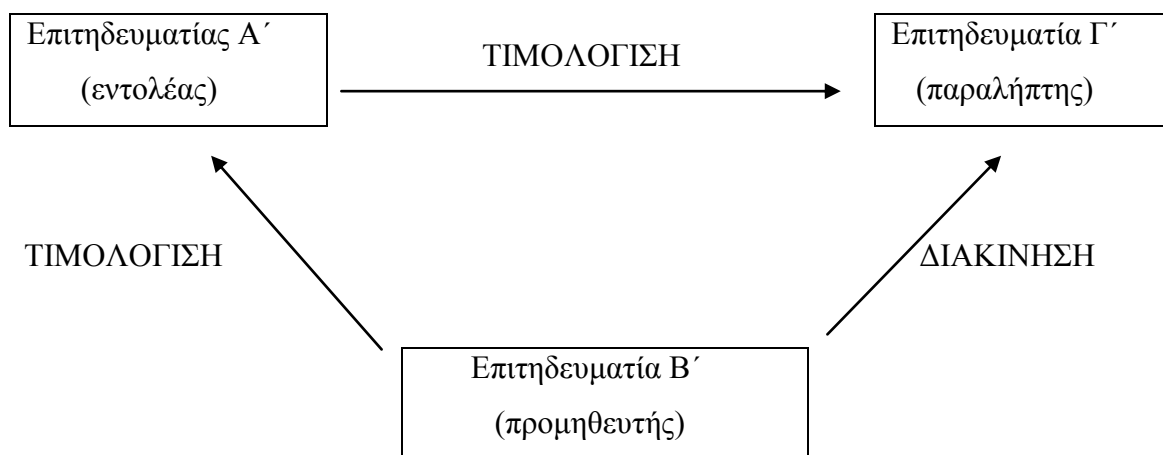 Επιτηδευματίας Α΄
(εντολέας)
ΤΙΜΟΛΟΓΙΣΗ
Επιτηδευματία Γ΄
(παραλήπτης)
ΤΙΜΟΛΟΓΙΣΗ
ΔΙΑΚΙΝΗΣΗ
Επιτηδευματία Β΄
(προμηθευτής)